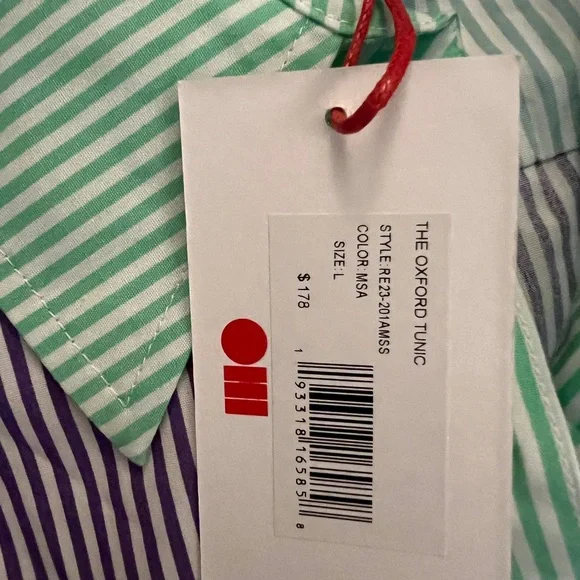 THE OXFORD TUNIC
STYLE:RE23-201AMSS
COLOR:MSA
SIZE:L
$ 178
1 93318 16585 8